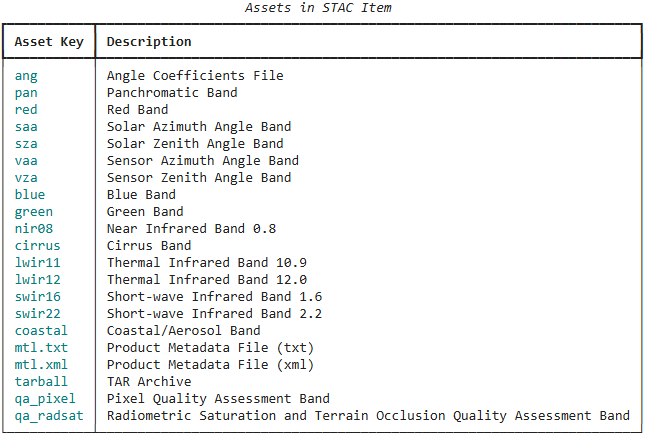 Assets in STAC Item
Asset Key Description
ang Angle Coefficients File
pan Panchromatic Band
red Red Band
saa Solar Azimuth Angle Band
sza Solar Zenith Angle Band
vaa Sensor Azimuth Angle Band
vza Sensor Zenith Angle Band
blue Blue Band
green Green Band
nir08 Near Infrared Band 0.8
cirrus Cirrus Band
lwir11 Thermal Infrared Band 10.9
lwir12 Thermal Infrared Band 12.0
swir16 Short-wave Infrared Band 1.6
swir22 Short-wave Infrared Band 2.2
coastal Coastal/Aerosol Band
mtl.txt Product Metadata File (txt)
mtl.xml Product Metadata File (xml)
tarball TAR Archive
qa_pixel Pixel Quality Assessment Band
qa_radsat Radiometric Saturation and Terrain Occlusion Quality Assessment Band